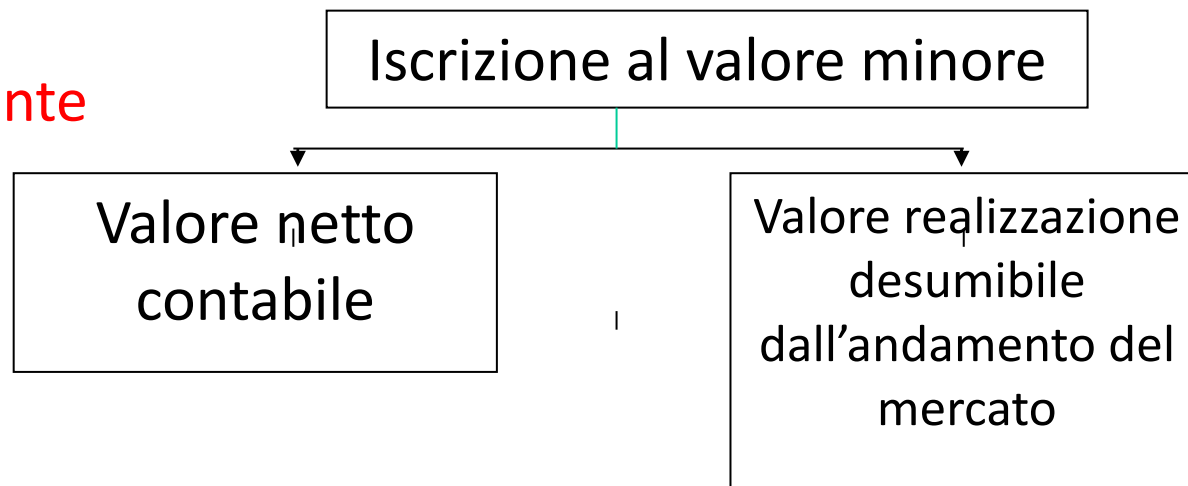 Iscrizione al valore minore
nte
Valore netto
contabile
Valore realizzazione
desumibile
dall’andamento del
mercato